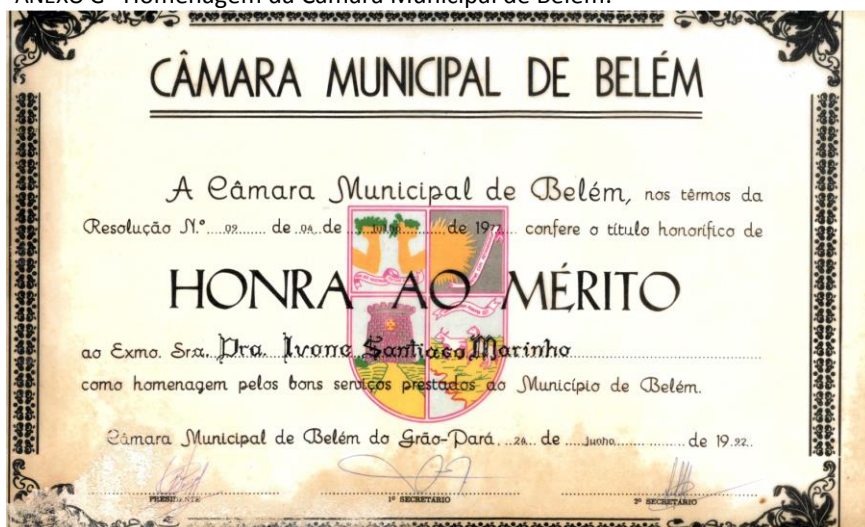 ANEXO G - Homenagem da Câmara Municipal de Belém.
CÂMARA MUNICIPAL DE BELÉM
A Câmara Municipal de Belém, nos têrmos da
Resolução N.º 09 de 04 de de 1977 confere o título honorífico de
HONRA AO MÉRITO
ao Exmo. Sra. Dra. Ivone Santiago Marinho
como homenagem pelos bons serviços prestados ao Município de Belém.
Câmara Municipal de Belém do Grão-Pará, 24 de Junho de 19.92.
PRESIDENTE 1º SECRETARIO 2º SECRETARIO